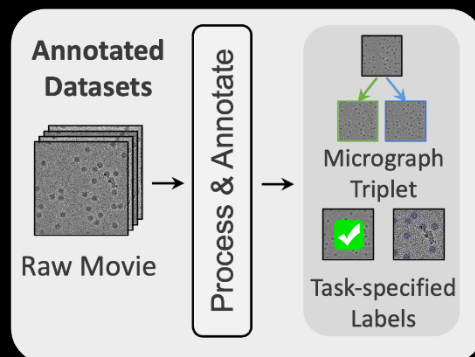 Annotated
Datasets
Raw Movie
Process & Annotate
Micrograph
Triplet
Task-specified
Labels